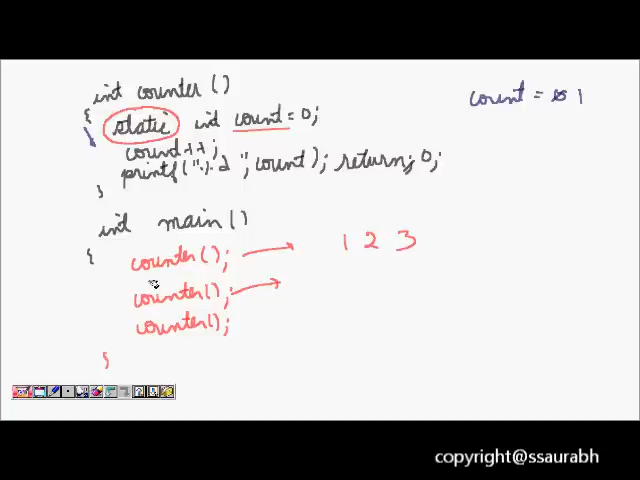 int counter ()
count = 0 1
{
static int count = 0;
count++;
printf("%d ", count); return; 0;
}
int main ()
{
counter(); 1 2 3
counter();
counter();
}
copyright@ssaurabh